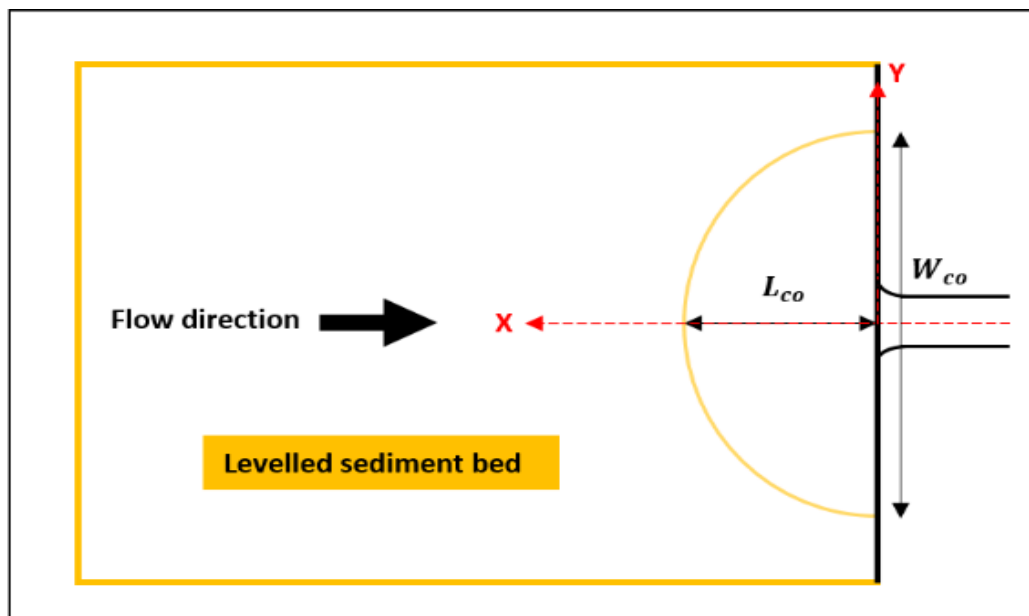 Y
W_co
L_co
Flow direction
X
Levelled sediment bed